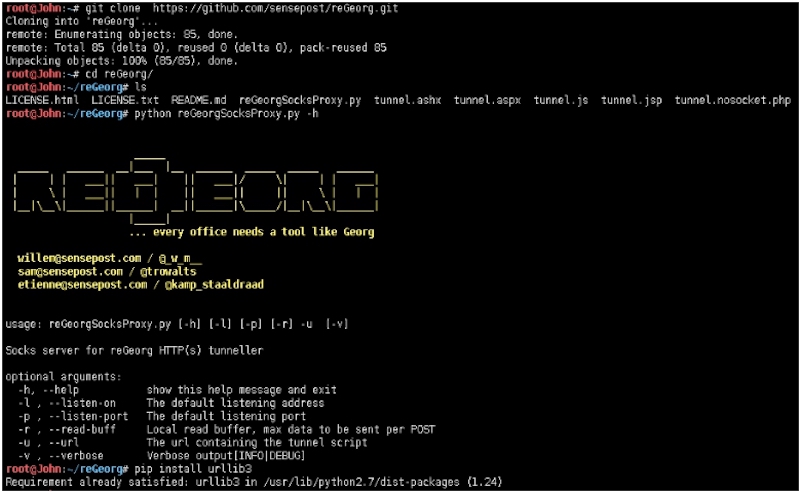 root@John:~# git clone  https://github.com/sensepost/reGeorg.git
Cloning into 'reGeorg'...
remote: Enumerating objects: 85, done.
remote: Total 85 (delta 0), reused 0 (delta 0), pack-reused 85
Unpacking objects: 100% (85/85), done.
root@John:~# cd reGeorg/
root@John:~/reGeorg# ls
LICENSE.html  LICENSE.txt  README.md  reGeorgSocksProxy.py  tunnel.ashx  tunnel.aspx  tunnel.js  tunnel.jsp  tunnel.nosocket.php
root@John:~/reGeorg# python reGeorgSocksProxy.py -h
REGEORG
... every office needs a tool like Georg
willem@sensepost.com / @_w_m__
sam@sensepost.com / @trowalts
etienne@sensepost.com / @kamp_staaldraad
usage: reGeorgSocksProxy.py [-h] [-l] [-p] [-r] -u  [-v]
Socks server for reGeorg HTTP(s) tunneller
optional arguments:
-h, --help           show this help message and exit
-l , --listen-on     The default listening address
-p , --listen-port   The default listening port
-r , --read-buff     Local read buffer, max data to be sent per POST
-u , --url           The url containing the tunnel script
-v , --verbose       Verbose output[INFO|DEBUG]
root@John:~/reGeorg# pip install urllib3
Requirement already satisfied: urllib3 in /usr/lib/python2.7/dist-packages (1.24)